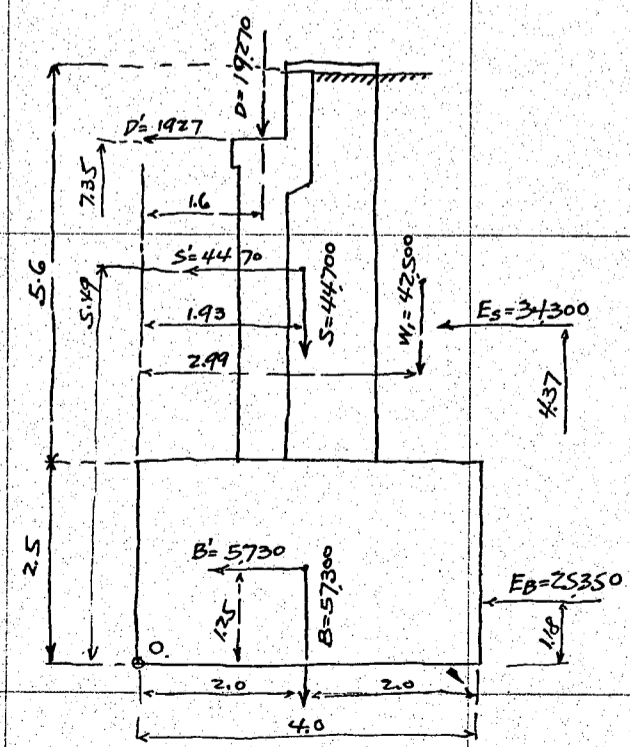 D=19270
D'=1927
7.35
1.6
S'=4470
5.6
5.49
1.93
S=44700
W₁=42500
Es=34300
2.99
4.37
2.5
B'=5730
1.25
B=57300
EB=25350
1.18
O.
2.0
2.0
4.0